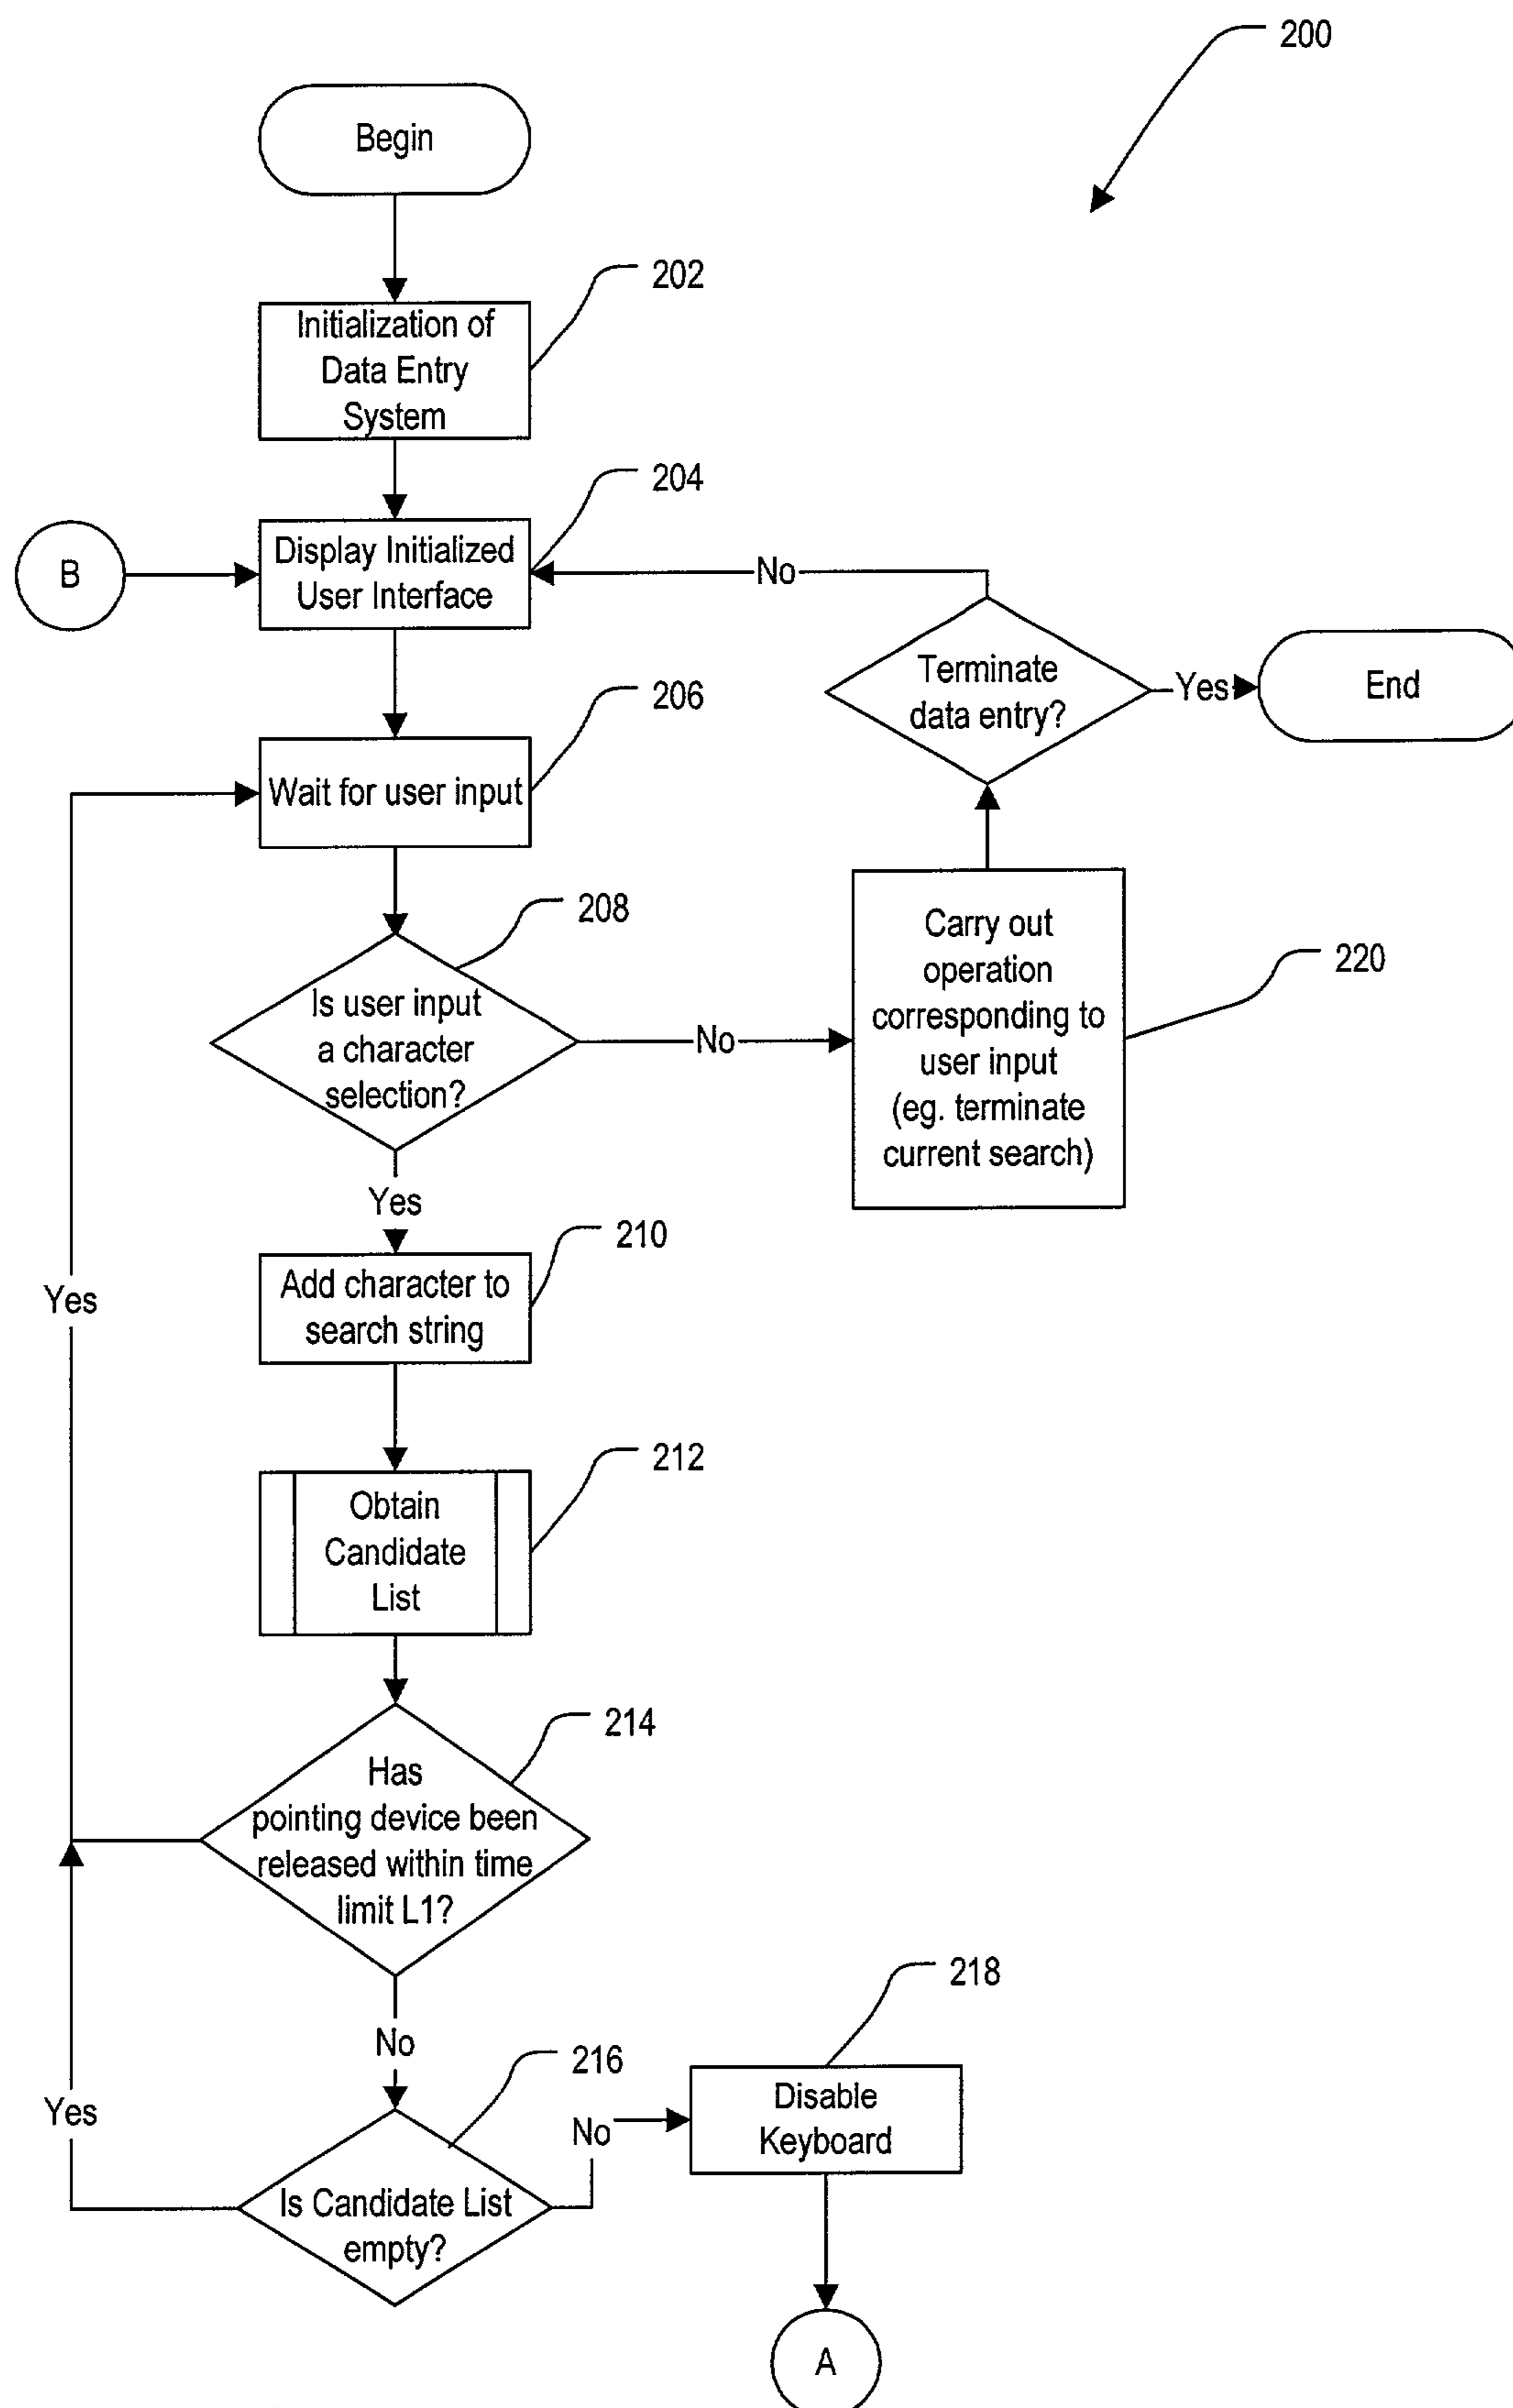 200
Begin
202
Initialization of
Data Entry
System
204
B
Display Initialized
User Interface
No
Terminate
data entry?
Yes
End
206
Wait for user input
208
Is user input
a character
selection?
No
Carry out
operation
corresponding to
user input
(eg. terminate
current search)
220
Yes
210
Add character to
search string
Yes
212
Obtain
Candidate
List
214
Has
pointing device been
released within time
limit L1?
No
218
216
Disable
Keyboard
Yes
No
Is Candidate List
empty?
A